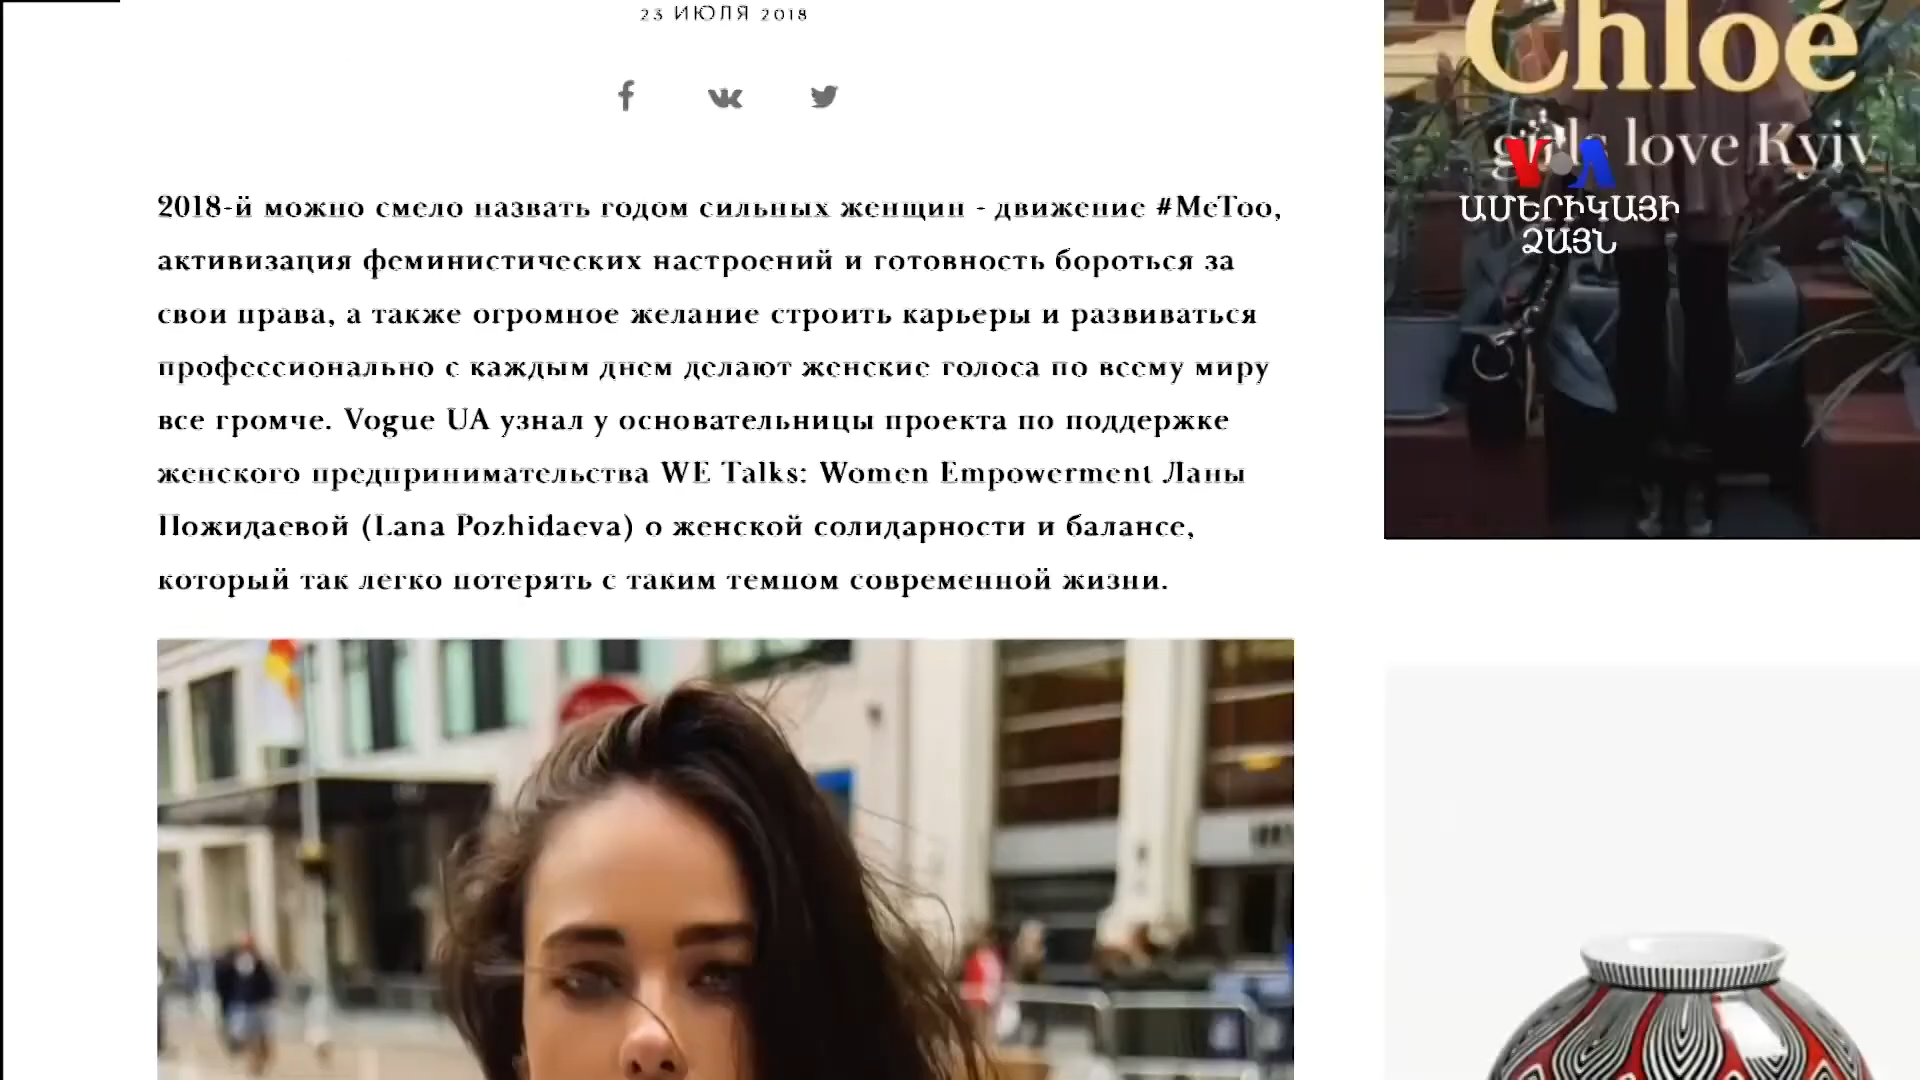 23 ИЮЛЯ 2018
2018-й можно смело назвать годом сильных женщин - движение #MeToo,
активизация феминистических настроений и готовность бороться за
свои права, а также огромное желание строить карьеры и развиваться
профессионально с каждым днем делают женские голоса по всему миру
все громче. Vogue UA узнал у основательницы проекта по поддержке
женского предпринимательства WE Talks: Women Empowerment Ланы
Пожидаевой (Lana Pozhidaeva) о женской солидарности и балансе,
который так легко потерять с таким темпом современной жизни.
Chloé
girls love Kyiv
VOA
ԱՄԵՐԻԿԱՅԻ
ՁԱՅՆ